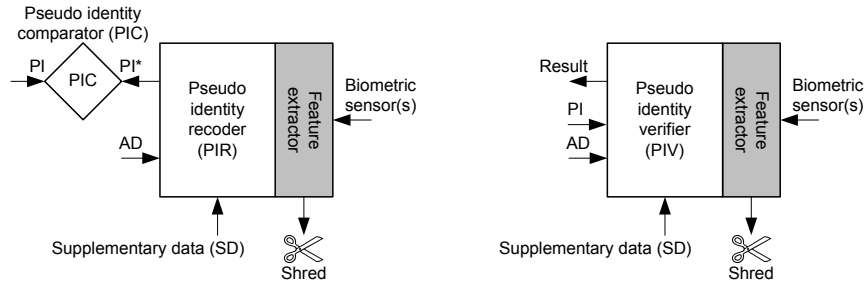 Pseudo identity
comparator (PIC)
PI
PIC
PI*
AD
Pseudo
identity
recoder
(PIR)
Feature
extractor
Biometric
sensor(s)
Supplementary data (SD)
Shred
Result
PI
AD
Pseudo
identity
verifier
(PIV)
Feature
extractor
Biometric
sensor(s)
Supplementary data (SD)
Shred